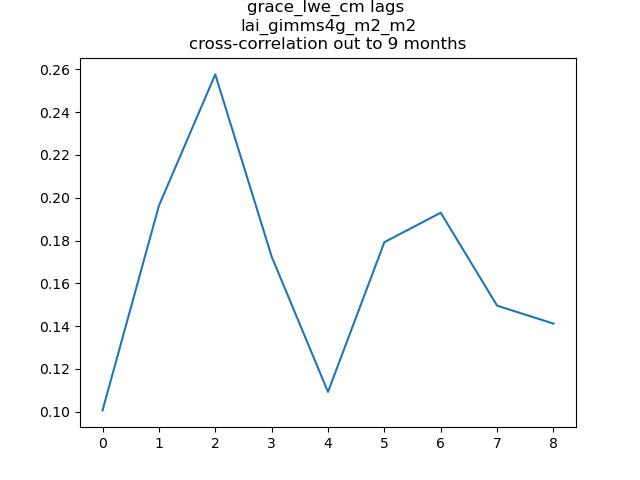 grace_lwe_cm lags
lai_gimms4g_m2_m2
cross-correlation out to 9 months
0.26
0.24
0.22
0.20
0.18
0.16
0.14
0.12
0.10
0 1 2 3 4 5 6 7 8